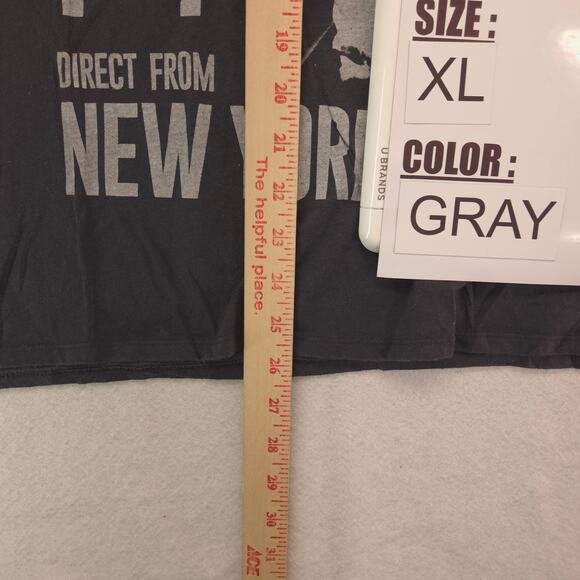 DIRECT FROM
NEW YORK
SIZE:
XL
COLOR:
GRAY
U BRANDS
The helpful place.
19
20
21
22
23
24
25
26
27
28
29
30
31
ACE